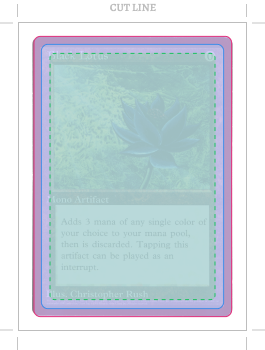 CUT LINE
Black Lotus
Mono Artifact
Adds 3 mana of any single color of
your choice to your mana pool,
then is discarded. Tapping this
artifact can be played as an
interrupt.
Illus. Christopher Rush